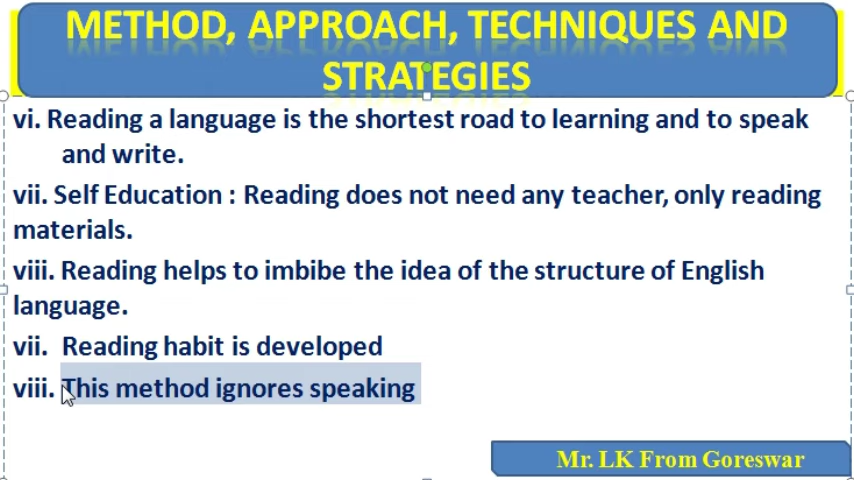 METHOD, APPROACH, TECHNIQUES AND
STRATEGIES
vi. Reading a language is the shortest road to learning and to speak
and write.
vii. Self Education : Reading does not need any teacher, only reading
materials.
viii. Reading helps to imbibe the idea of the structure of English
language.
vii. Reading habit is developed
viii. This method ignores speaking
Mr. LK From Goreswar